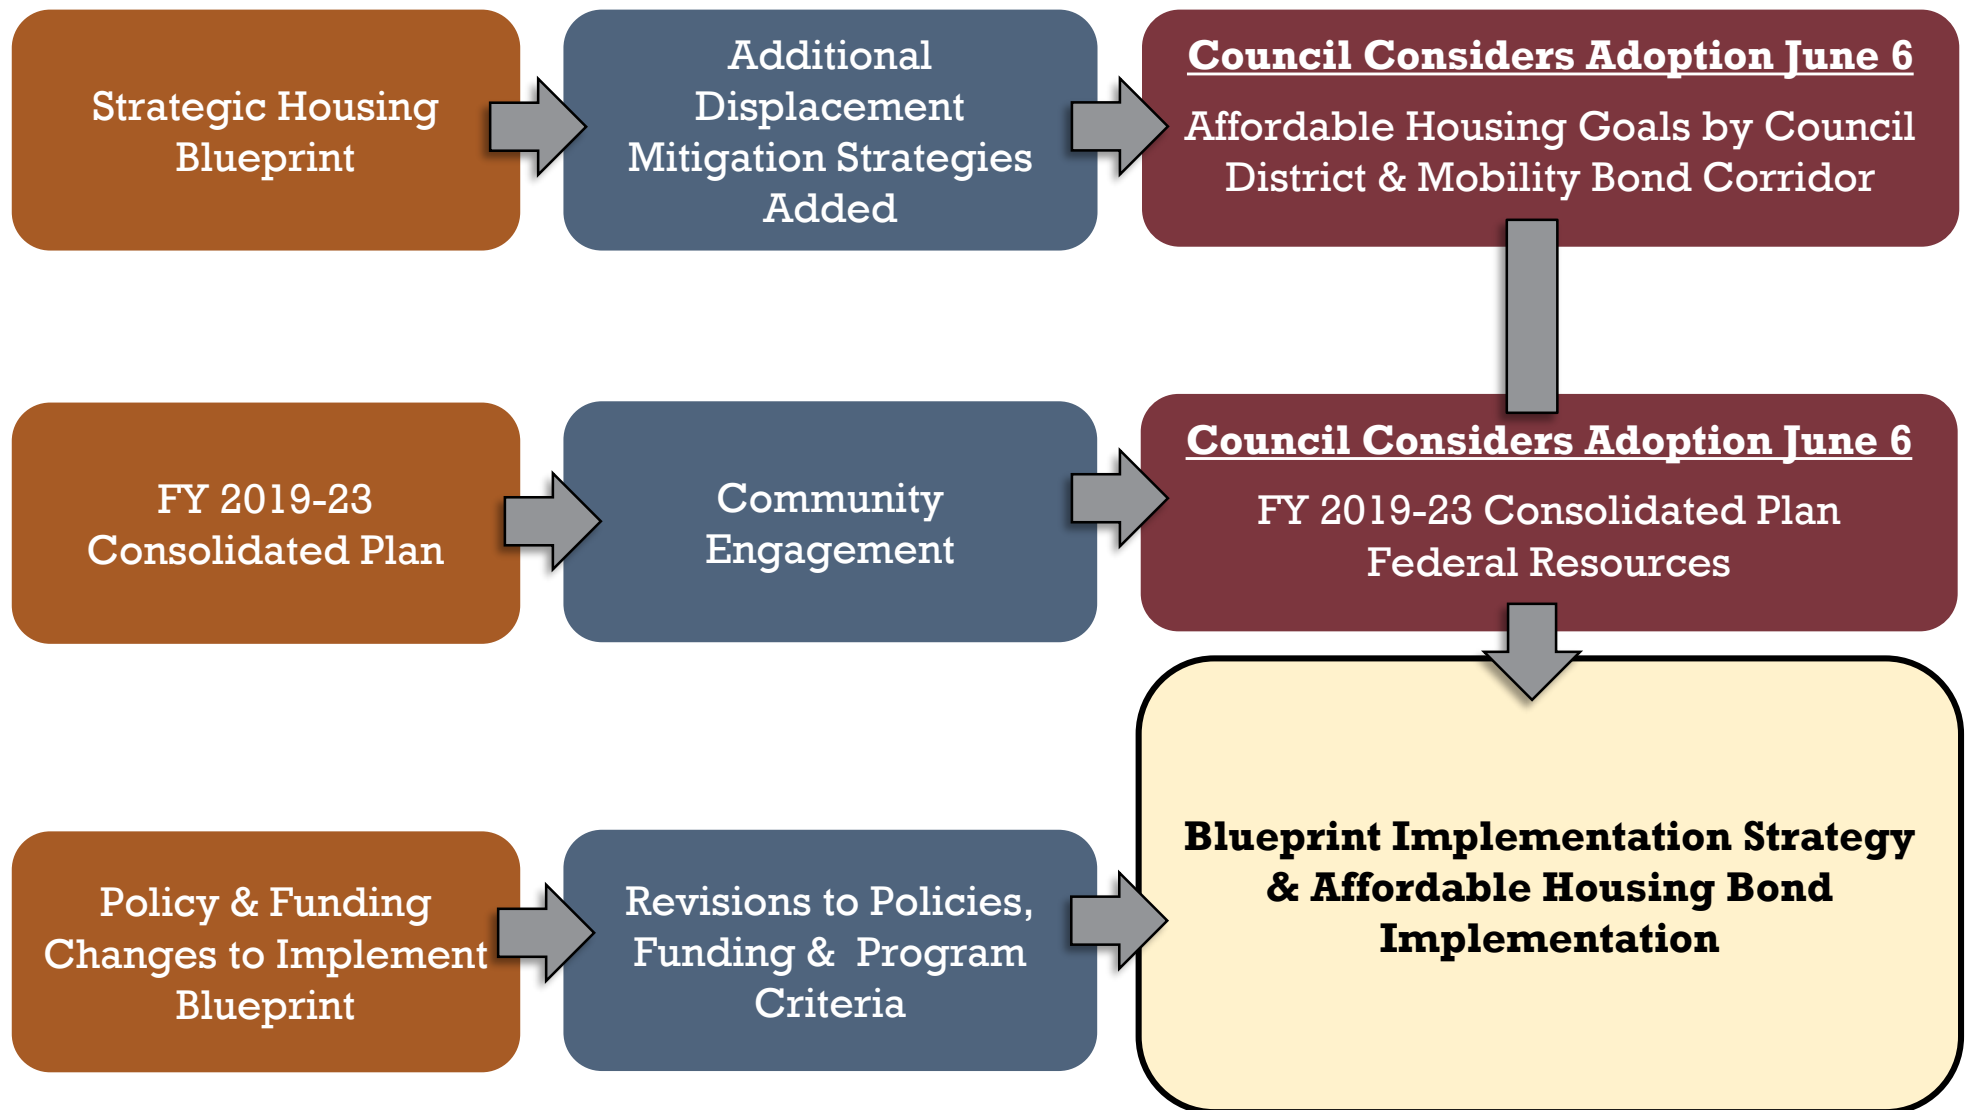 Strategic Housing
Blueprint
Additional
Displacement
Mitigation Strategies
Added
Council Considers Adoption June 6
Affordable Housing Goals by Council
District & Mobility Bond Corridor
FY 2019-23
Consolidated Plan
Community
Engagement
Council Considers Adoption June 6
FY 2019-23 Consolidated Plan
Federal Resources
Policy & Funding
Changes to Implement
Blueprint
Revisions to Policies,
Funding & Program
Criteria
Blueprint Implementation Strategy
& Affordable Housing Bond
Implementation